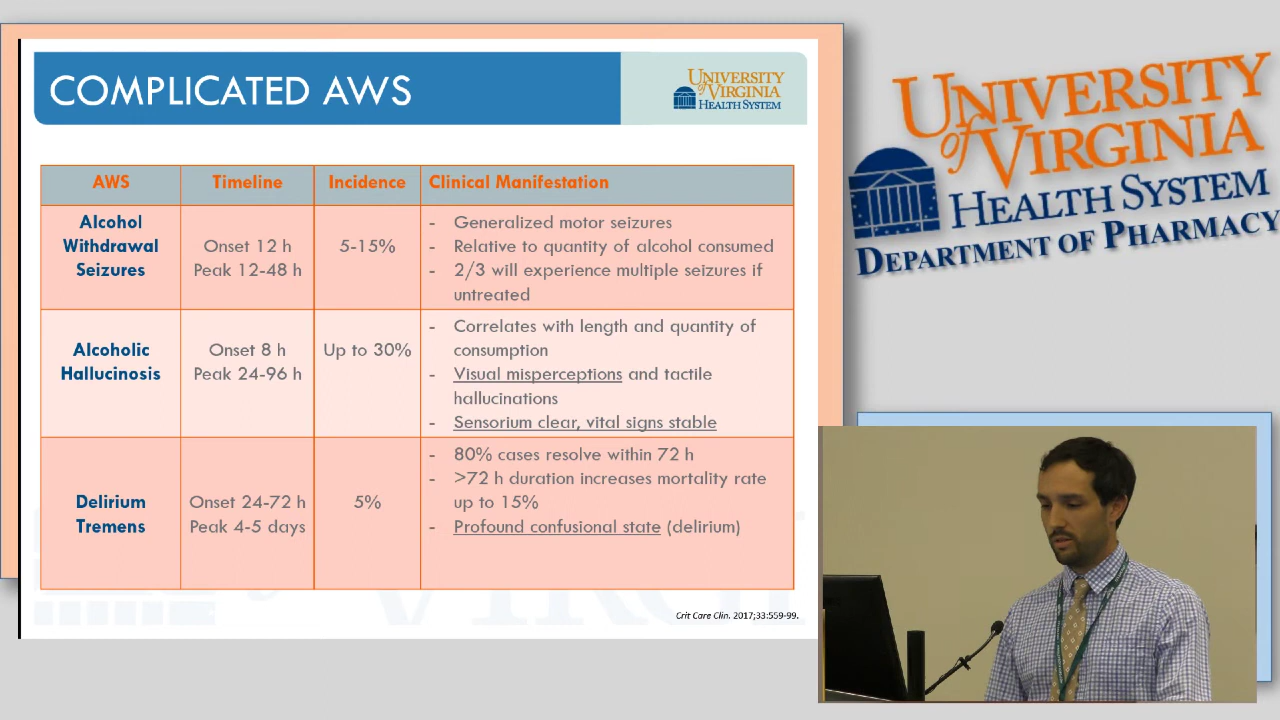 COMPLICATED AWS
UNIVERSITY
of VIRGINIA
HEALTH SYSTEM
AWS
Timeline
Incidence
Clinical Manifestation
Alcohol
Withdrawal
Seizures
Onset 12 h
Peak 12-48 h
5-15%
- Generalized motor seizures
- Relative to quantity of alcohol consumed
- 2/3 will experience multiple seizures if
untreated
Alcoholic
Hallucinosis
Onset 8 h
Peak 24-96 h
Up to 30%
- Correlates with length and quantity of
consumption
- Visual misperceptions and tactile
hallucinations
- Sensorium clear, vital signs stable
Delirium
Tremens
Onset 24-72 h
Peak 4-5 days
5%
- 80% cases resolve within 72 h
- >72 h duration increases mortality rate
up to 15%
- Profound confusional state (delirium)
Crit Care Clin. 2017;33:559-99.
UNIVERSITY
of VIRGINIA
HEALTH SYSTEM
DEPARTMENT OF PHARMACY